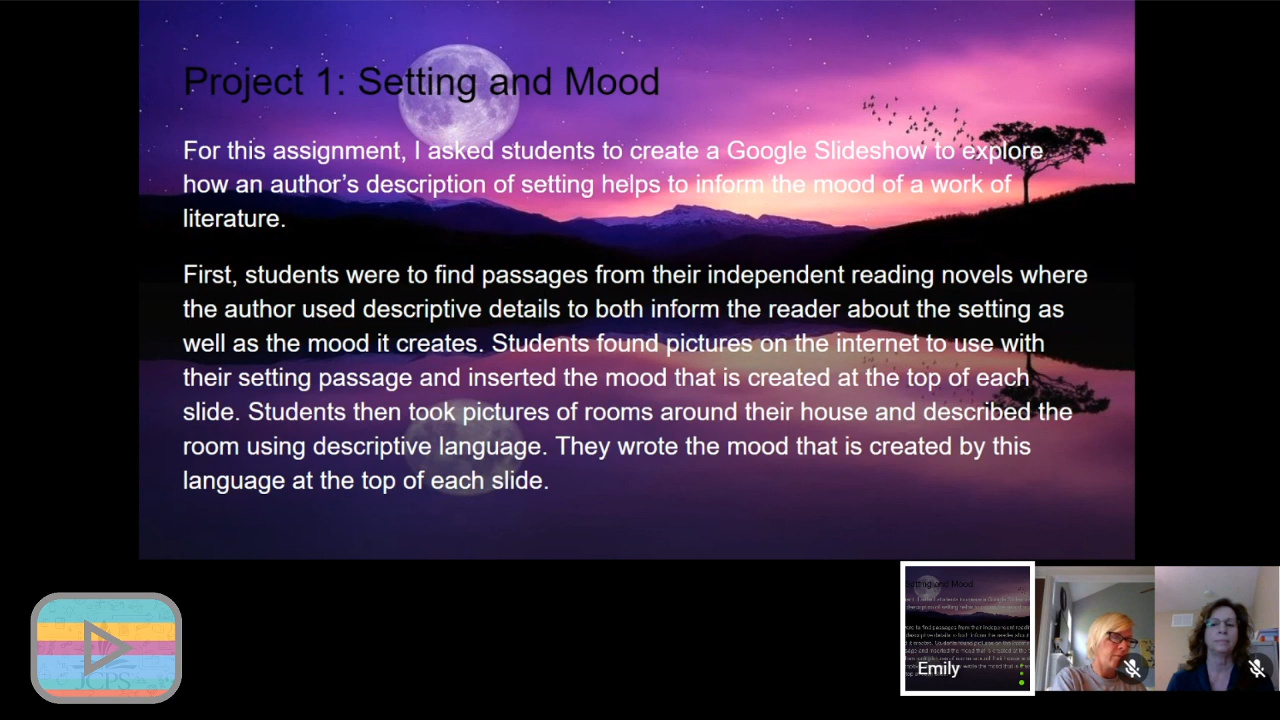 Project 1: Setting and Mood
For this assignment, I asked students to create a Google Slideshow to explore
how an author’s description of setting helps to inform the mood of a work of
literature.
First, students were to find passages from their independent reading novels where
the author used descriptive details to both inform the reader about the setting as
well as the mood it creates. Students found pictures on the internet to use with
their setting passage and inserted the mood that is created at the top of each
slide. Students then took pictures of rooms around their house and described the
room using descriptive language. They wrote the mood that is created by this
language at the top of each slide.
Emily
JCPS